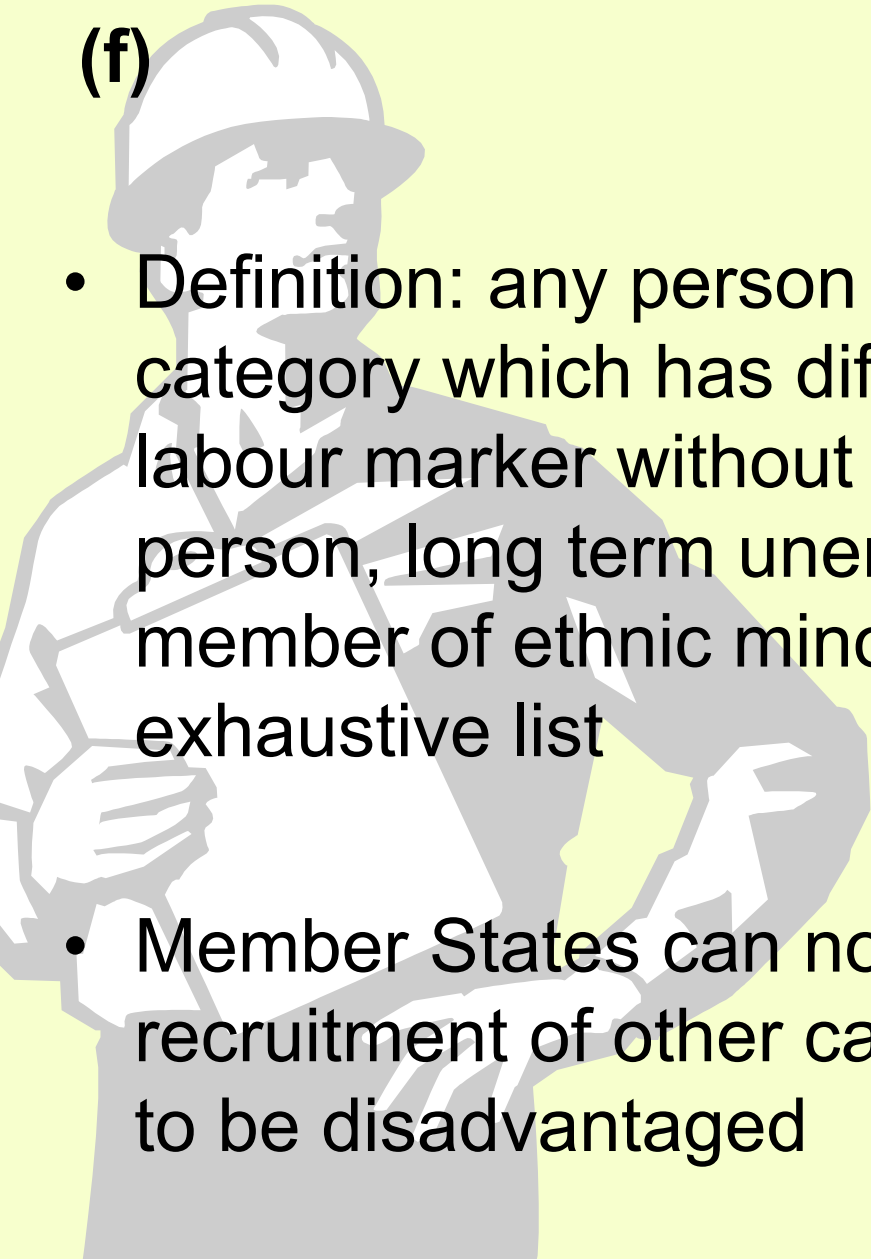 (f)
• Definition: any person
category which has dif
labour marker without
person, long term uner
member of ethnic mino
exhaustive list
• Member States can no
recruitment of other ca
to be disadvantaged